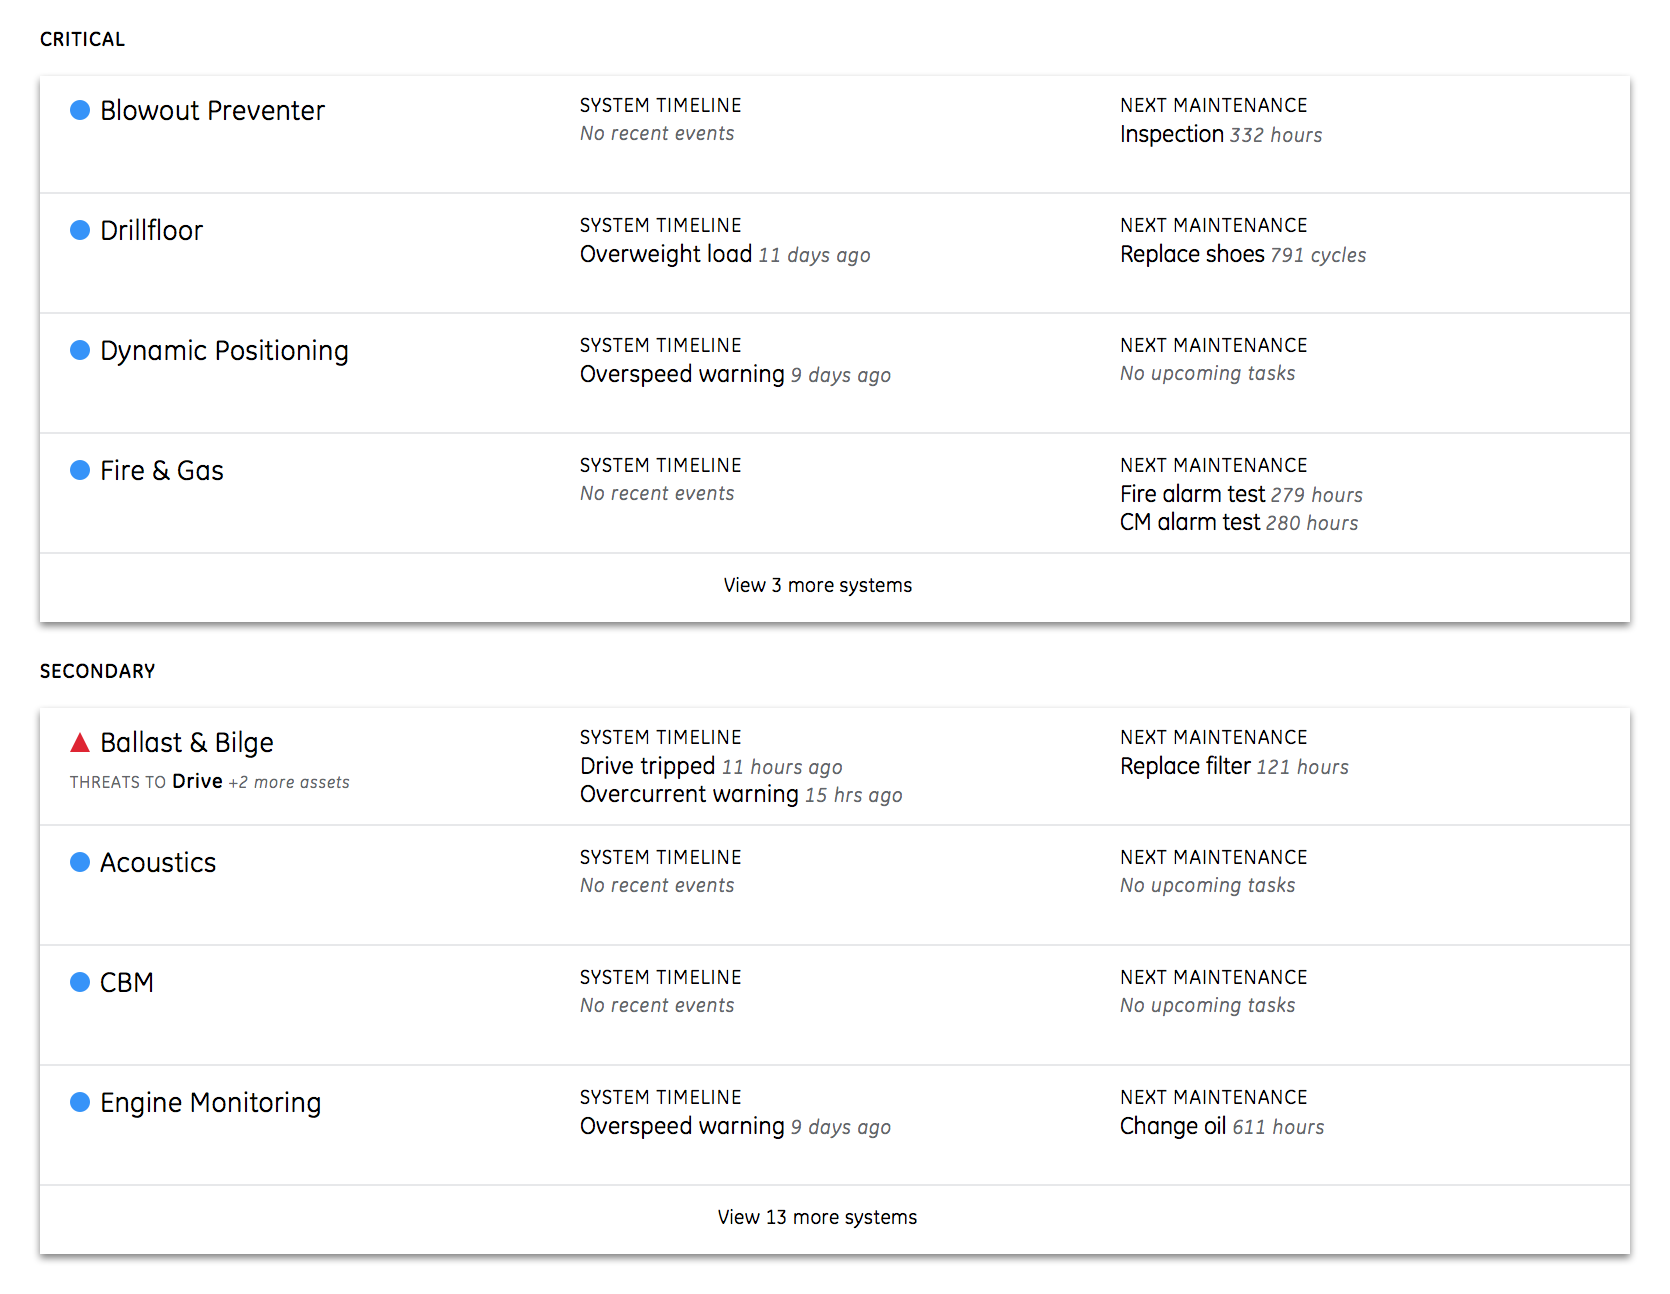 CRITICAL
Blowout Preventer
SYSTEM TIMELINE
No recent events
NEXT MAINTENANCE
Inspection 332 hours
Drillfloor
SYSTEM TIMELINE
Overweight load 11 days ago
NEXT MAINTENANCE
Replace shoes 791 cycles
Dynamic Positioning
SYSTEM TIMELINE
Overspeed warning 9 days ago
NEXT MAINTENANCE
No upcoming tasks
Fire & Gas
SYSTEM TIMELINE
No recent events
NEXT MAINTENANCE
Fire alarm test 279 hours
CM alarm test 280 hours
View 3 more systems
SECONDARY
Ballast & Bilge
THREATS TO Drive +2 more assets
SYSTEM TIMELINE
Drive tripped 11 hours ago
Overcurrent warning 15 hrs ago
NEXT MAINTENANCE
Replace filter 121 hours
Acoustics
SYSTEM TIMELINE
No recent events
NEXT MAINTENANCE
No upcoming tasks
CBM
SYSTEM TIMELINE
No recent events
NEXT MAINTENANCE
No upcoming tasks
Engine Monitoring
SYSTEM TIMELINE
Overspeed warning 9 days ago
NEXT MAINTENANCE
Change oil 611 hours
View 13 more systems